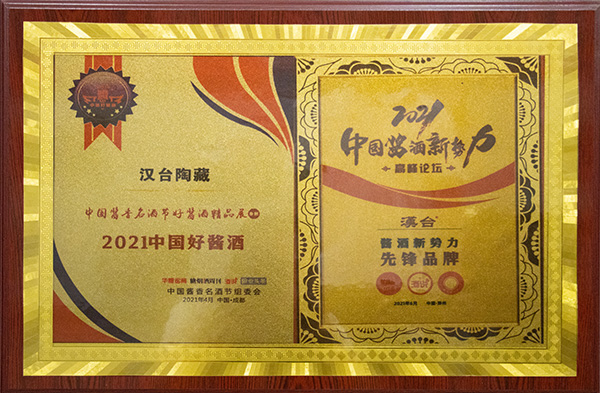 汉台陶藏
中国酱香名酒节好酱酒精品展
2021中国好酱酒
中国酱香名酒节组委会
2021年4月 中国·成都
2021
中国酱酒新势力
高峰论坛
漢台
酱酒新势力
先锋品牌